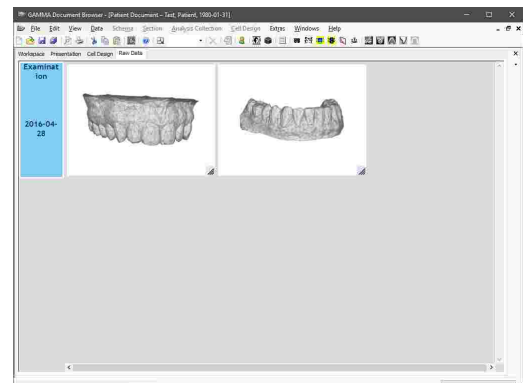 GAMMA Document Browser - [Patient Document – Test, Patient, 1980-01-31]
File Edit View Data Schema Section Analysis Collection Cell Design Extras Windows Help
Workspace Presentation Cell Design Raw Data
Examinat
ion
2016-04-
28